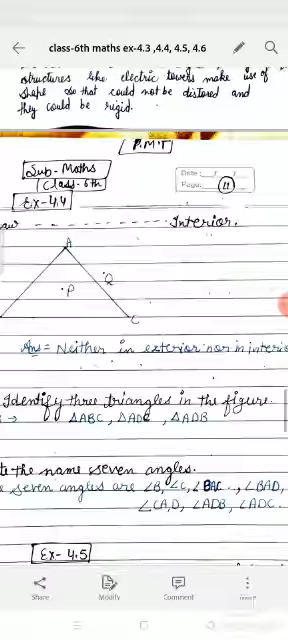 class-6th maths ex-4.3 ,4.4, 4.5, 4.6
structures like electric towers make use of
shape so that could not be distored and
they could be rigid.
P.M.T
Sub- Maths
Class- 6th
Date :
Page:
11
Ex- 4.4
Interior.
A
Q
P
C
Ans = Neither in exterior nor in interio
Identify three triangles in the figure.
→ ΔABC, ΔADC, ΔADB
te the name seven angles.
e seven angles are ∠B, ∠C, ∠BAC, ∠BAD,
∠CAD, ∠ADB, ∠ADC.
Ex- 4.5
Share
Modify
Comment